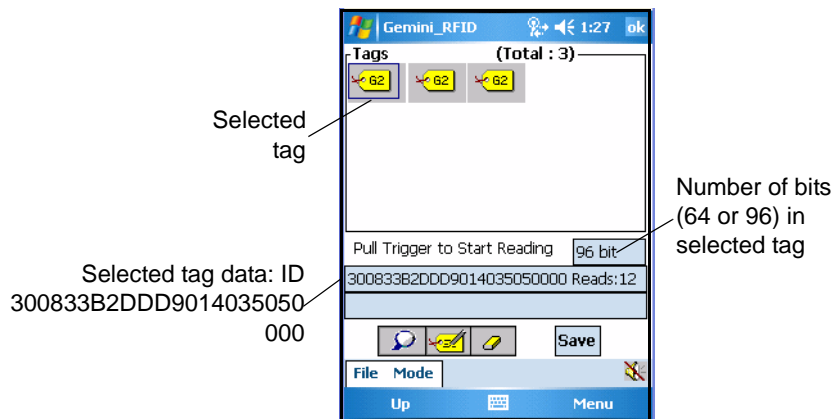 Gemini_RFID 1:27 ok
Tags (Total : 3)
G2 G2 G2
Selected
tag
Number of bits
(64 or 96) in
selected tag
Pull Trigger to Start Reading 96 bit
Selected tag data: ID
300833B2DDD9014035050
000
300833B2DDD9014035050000 Reads:12
Save
File Mode
Up Menu